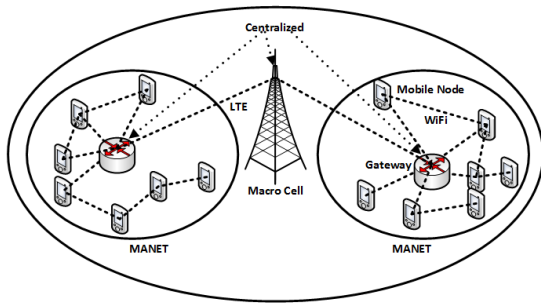 Centralized
Mobile Node
LTE
WiFi
Gateway
Macro Cell
MANET
MANET